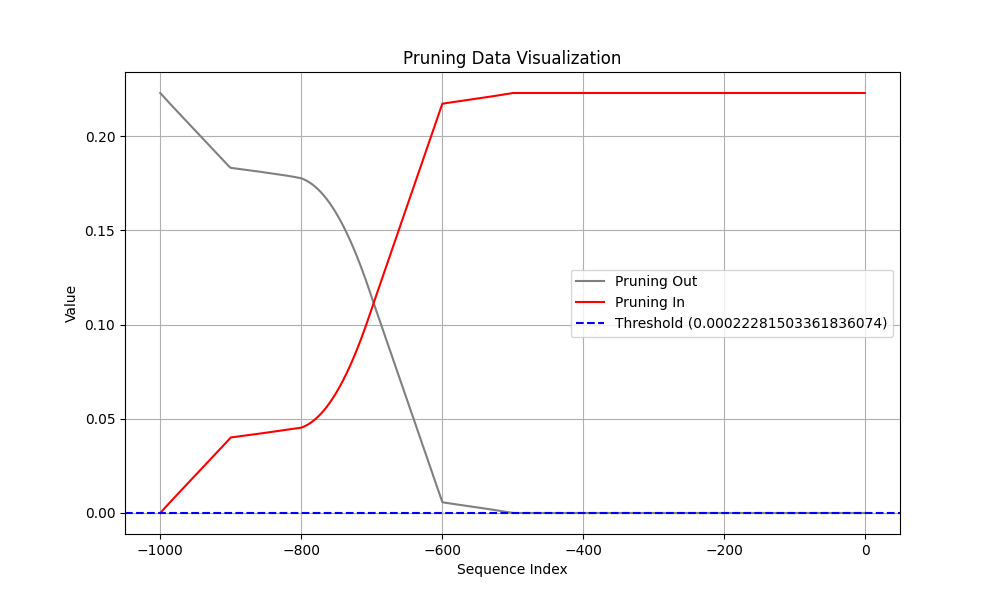 Pruning Data Visualization
Value
0.20
0.15
0.10
0.05
0.00
Pruning Out
Pruning In
Threshold (0.00022281503361836074)
−1000 −800 −600 −400 −200 0
Sequence Index